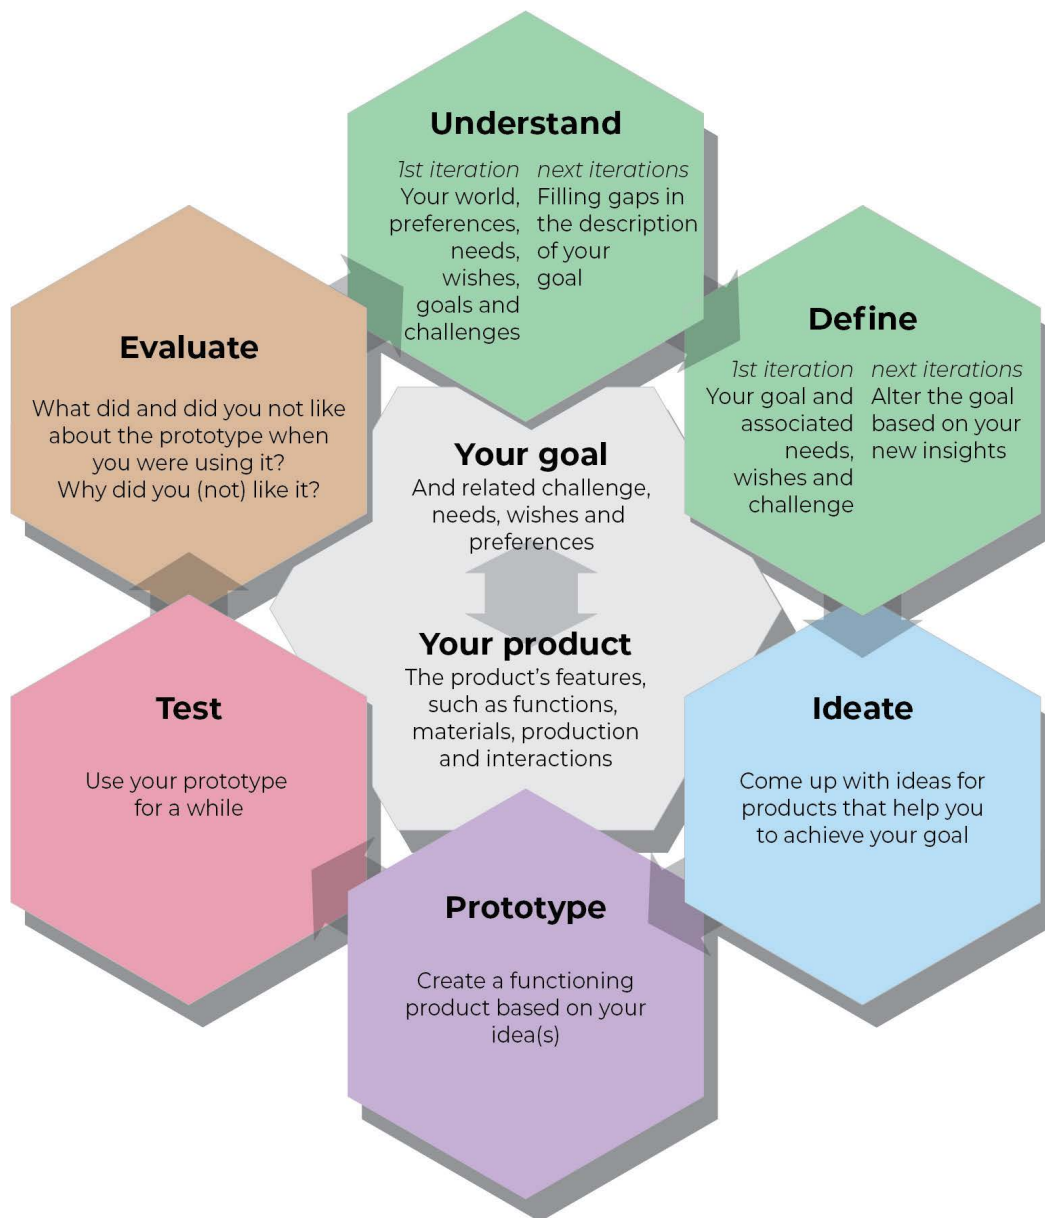 Understand
1st iteration
Your world,
preferences,
needs,
wishes,
goals and
challenges
next iterations
Filling gaps in
the description
of your
goal
Define
1st iteration
Your goal and
associated
needs,
wishes and
challenge
next iterations
Alter the goal
based on your
new insights
Ideate
Come up with ideas for
products that help you
to achieve your goal
Prototype
Create a functioning
product based on your
idea(s)
Test
Use your prototype
for a while
Evaluate
What did and did you not like
about the prototype when
you were using it?
Why did you (not) like it?
Your goal
And related challenge,
needs, wishes and
preferences
Your product
The product's features,
such as functions,
materials, production
and interactions